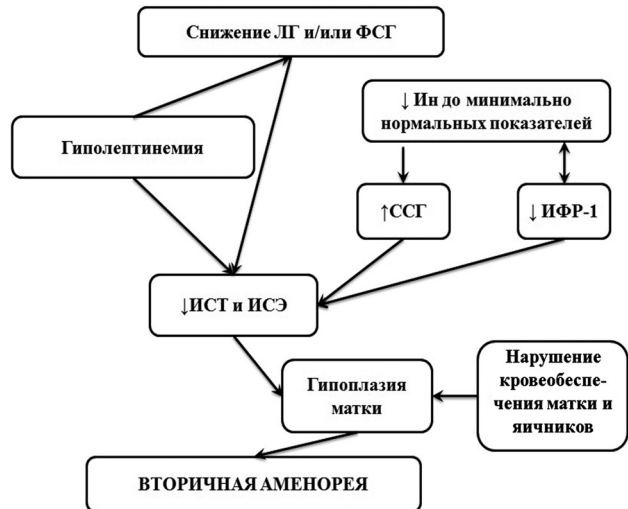 Снижение ЛГ и/или ФСГ
↓ Ин до минимально
нормальных показателей
Гиполептинемия
↑ССГ
↓ ИФР-1
↓ИСТ и ИСЭ
Гипоплазия
матки
Нарушение
кровеобеспе-
чения матки и
яичников
ВТОРИЧНАЯ АМЕНОРЕЯ